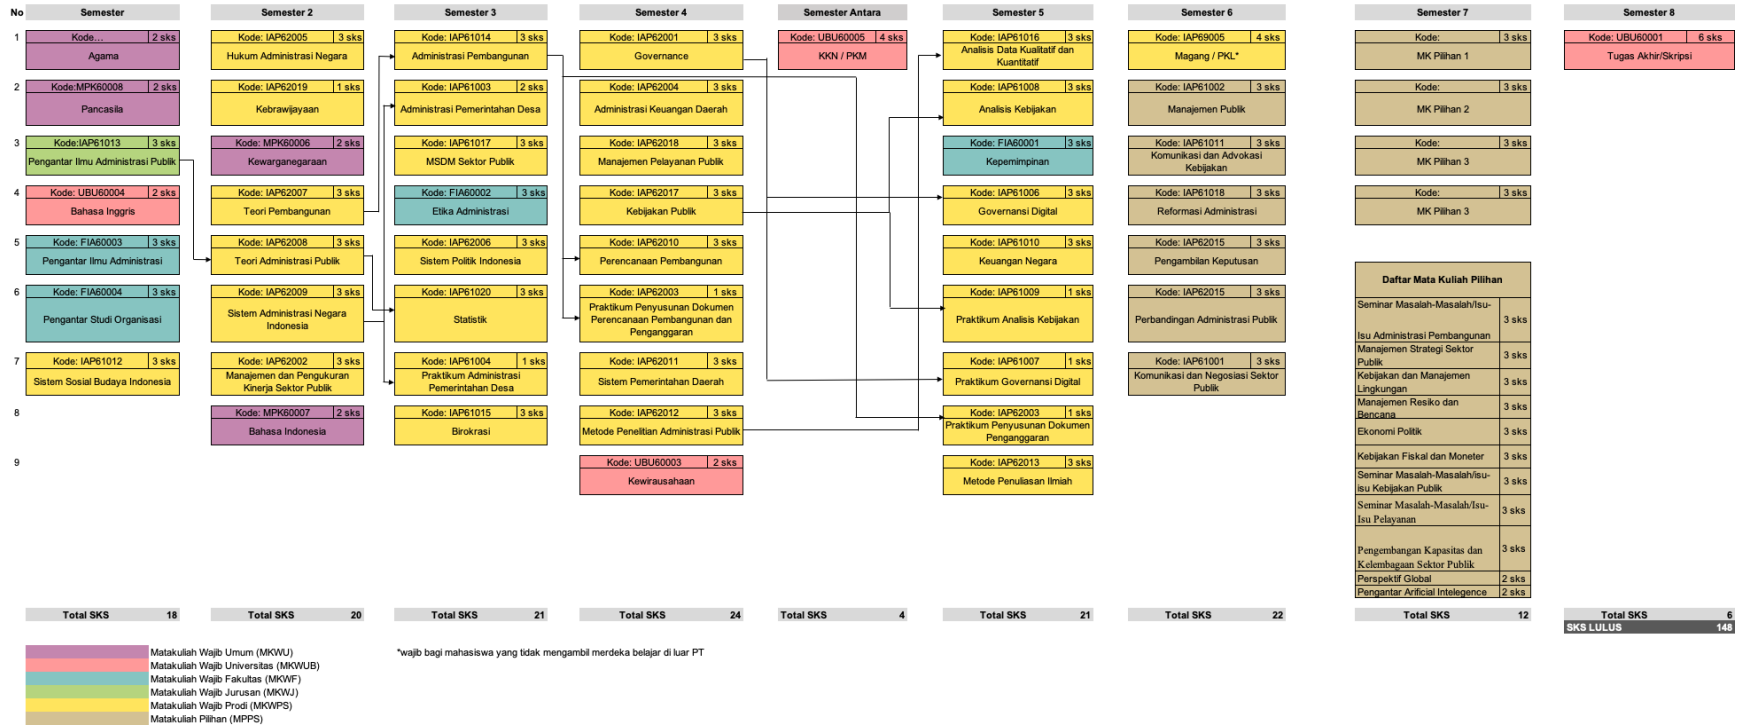 No Semester Semester 2 Semester 3 Semester 4 Semester Antara Semester 5 Semester 6 Semester 7 Semester 8
1
Kode... 2 sks
Agama
Kode: IAP62005 3 sks
Hukum Administrasi Negara
Kode: IAP61014 3 sks
Administrasi Pembangunan
Kode: IAP62001 3 sks
Governance
Kode: UBU60005 4 sks
KKN / PKM
Kode: IAP61016 3 sks
Analisis Data Kualitatif dan
Kuantitatif
Kode: IAP69005 4 sks
Magang / PKL*
Kode: 3 sks
MK Pilihan 1
Kode: UBU60001 6 sks
Tugas Akhir/Skripsi
2
Kode:MPK60008 2 sks
Pancasila
Kode: IAP62019 1 sks
Kebrawijayaan
Kode: IAP61003 2 sks
Administrasi Pemerintahan Desa
Kode: IAP62004 3 sks
Administrasi Keuangan Daerah
Kode: IAP61008 3 sks
Analisis Kebijakan
Kode: IAP61002 3 sks
Manajemen Publik
Kode: 3 sks
MK Pilihan 2
3
Kode:IAP61013 3 sks
Pengantar Ilmu Administrasi Publik
Kode: MPK60006 2 sks
Kewarganegaraan
Kode: IAP61017 3 sks
MSDM Sektor Publik
Kode: IAP62018 3 sks
Manajemen Pelayanan Publik
Kode: FIA60001 3 sks
Kepemimpinan
Kode: IAP61011 3 sks
Komunikasi dan Advokasi
Kebijakan
Kode: 3 sks
MK Pilihan 3
4
Kode: UBU60004 2 sks
Bahasa Inggris
Kode: IAP62007 3 sks
Teori Pembangunan
Kode: FIA60002 3 sks
Etika Administrasi
Kode: IAP62017 3 sks
Kebijakan Publik
Kode: IAP61006 3 sks
Governansi Digital
Kode: IAP61018 3 sks
Reformasi Administrasi
Kode: 3 sks
MK Pilihan 3
5
Kode: FIA60003 3 sks
Pengantar Ilmu Administrasi
Kode: IAP62008 3 sks
Teori Administrasi Publik
Kode: IAP62006 3 sks
Sistem Politik Indonesia
Kode: IAP62010 3 sks
Perencanaan Pembangunan
Kode: IAP61010 3 sks
Keuangan Negara
Kode: IAP62015 3 sks
Pengambilan Keputusan
6
Kode: FIA60004 3 sks
Pengantar Studi Organisasi
Kode: IAP62009 3 sks
Sistem Administrasi Negara
Indonesia
Kode: IAP61020 3 sks
Statistik
Kode: IAP62003 1 sks
Praktikum Penyusunan Dokumen
Perencanaan Pembangunan dan
Penganggaran
Kode: IAP61009 1 sks
Praktikum Analisis Kebijakan
Kode: IAP62015 3 sks
Perbandingan Administrasi Publik
7
Kode: IAP61012 3 sks
Sistem Sosial Budaya Indonesia
Kode: IAP62002 3 sks
Manajemen dan Pengukuran
Kinerja Sektor Publik
Kode: IAP61004 1 sks
Praktikum Administrasi
Pemerintahan Desa
Kode: IAP62011 3 sks
Sistem Pemerintahan Daerah
Kode: IAP61007 1 sks
Praktikum Governansi Digital
Kode: IAP61001 3 sks
Komunikasi dan Negosiasi Sektor
Publik
8
Kode: MPK60007 2 sks
Bahasa Indonesia
Kode: IAP61015 3 sks
Birokrasi
Kode: IAP62012 3 sks
Metode Penelitian Administrasi Publik
Kode: IAP62003 1 sks
Praktikum Penyusunan Dokumen
Penganggaran
9
Kode: UBU60003 2 sks
Kewirausahaan
Kode: IAP62013 3 sks
Metode Penuliasan Ilmiah
Daftar Mata Kuliah Pilihan
Seminar Masalah-Masalah/Isu-
Isu Administrasi Pembangunan 3 sks
Manajemen Strategi Sektor
Publik 3 sks
Kebijakan dan Manajemen
Lingkungan 3 sks
Manajemen Resiko dan
Bencana 3 sks
Ekonomi Politik 3 sks
Kebijakan Fiskal dan Moneter 3 sks
Seminar Masalah-Masalah/isu-
isu Kebijakan Publik 3 sks
Seminar Masalah-Masalah/Isu-
Isu Pelayanan 3 sks
Pengembangan Kapasitas dan
Kelembagaan Sektor Publik 3 sks
Perspektif Global 2 sks
Pengantar Arificial Intelegence 2 sks
Total SKS 18 Total SKS 20 Total SKS 21 Total SKS 24 Total SKS 4 Total SKS 21 Total SKS 22 Total SKS 12 Total SKS 6
SKS LULUS 148
Matakuliah Wajib Umum (MKWU)
*wajib bagi mahasiswa yang tidak mengambil merdeka belajar di luar PT
Matakuliah Wajib Universitas (MKWUB)
Matakuliah Wajib Fakultas (MKWF)
Matakuliah Wajib Jurusan (MKWJ)
Matakuliah Wajib Prodi (MKWPS)
Matakuliah Pilihan (MPPS)